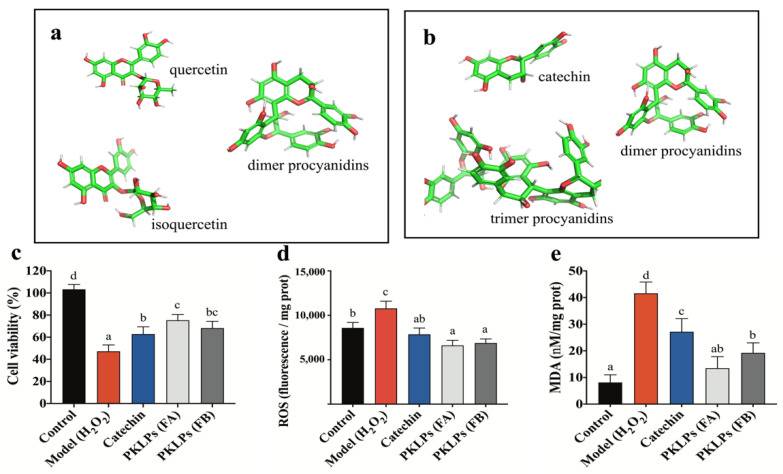 a
quercetin
dimer procyanidins
isoquercetin
b
catechin
dimer procyanidins
trimer procyanidins
c
Cell viability (%)
120
100
80
60
40
20
0
d
a
b
c
bc
Control
Model (H2O2)
Catechin
PKLPs (FA)
PKLPs (FB)
d
ROS (fluorescence / mg prot)
15,000
10,000
5,000
0
b
c
ab
a
a
Control
Model (H2O2)
Catechin
PKLPs (FA)
PKLPs (FB)
e
MDA (nM/mg prot)
50
40
30
20
10
0
a
d
c
ab
b
Control
Model (H2O2)
Catechin
PKLPs (FA)
PKLPs (FB)